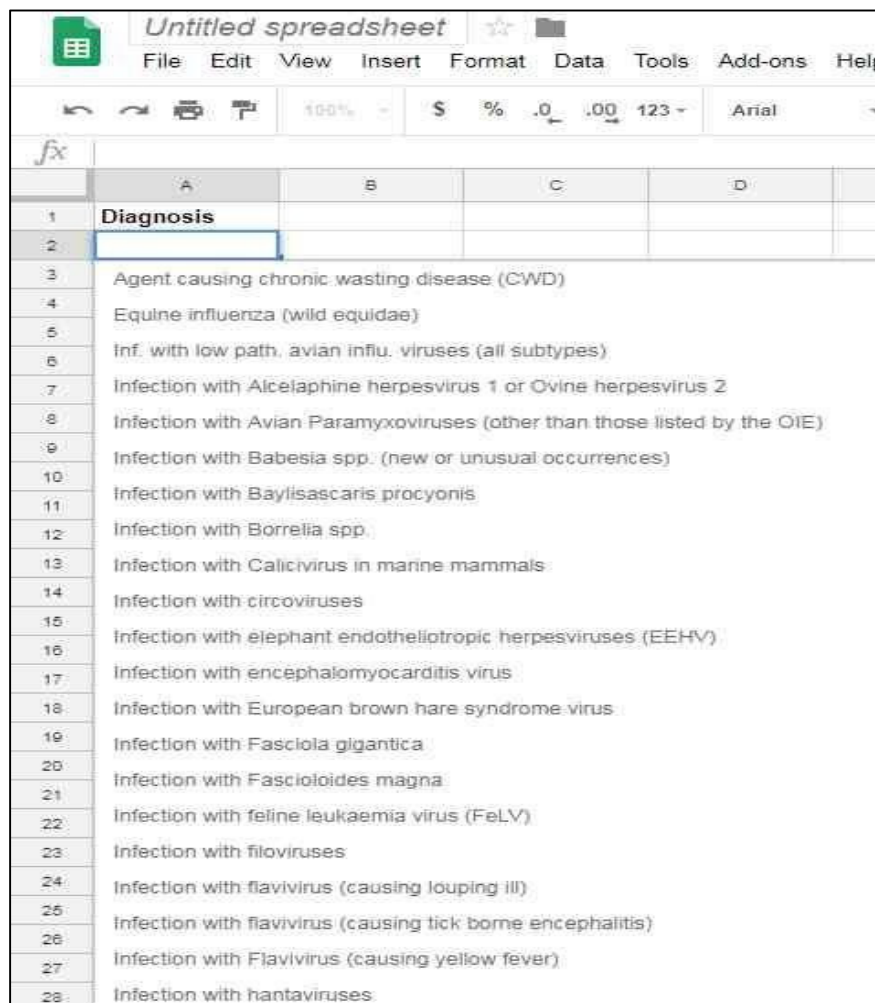 Untitled spreadsheet
File Edit View Insert Format Data Tools Add-ons Help
100% $ % .0 .00 123 Arial
fx
A B C D
1 Diagnosis
2
3 Agent causing chronic wasting disease (CWD)
4 Equine influenza (wild equidae)
5
6 Inf. with low path. avian influ. viruses (all subtypes)
7 Infection with Alcelaphine herpesvirus 1 or Ovine herpesvirus 2
8 Infection with Avian Paramyxoviruses (other than those listed by the OIE)
9 Infection with Babesia spp. (new or unusual occurrences)
10
11 Infection with Baylisascaris procyonis
12 Infection with Borrelia spp.
13 Infection with Calicivirus in marine mammals
14 Infection with circoviruses
15
16 Infection with elephant endotheliotropic herpesviruses (EEHV)
17 Infection with encephalomyocarditis virus
18 Infection with European brown hare syndrome virus
19 Infection with Fasciola gigantica
20
21 Infection with Fascioloides magna
22 Infection with feline leukaemia virus (FeLV)
23 Infection with filoviruses
24 Infection with flavivirus (causing louping ill)
25 Infection with flavivirus (causing tick borne encephalitis)
26
27 Infection with Flavivirus (causing yellow fever)
28 Infection with hantaviruses